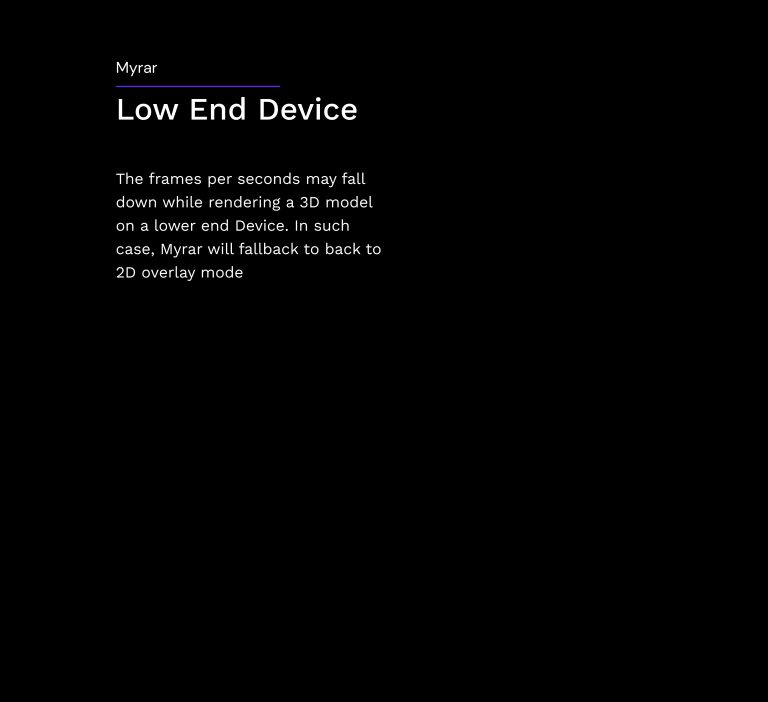 Myrar
Low End Device
The frames per seconds may fall
down while rendering a 3D model
on a lower end Device. In such
case, Myrar will fallback to back to
2D overlay mode